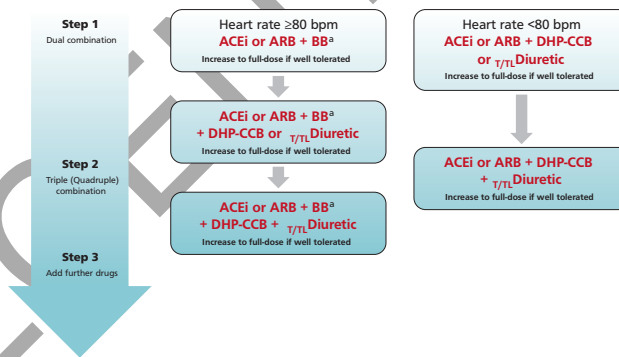 Step 1
Dual combination
Step 2
Triple (Quadruple)
combination
Step 3
Add further drugs
Heart rate ≥80 bpm
ACEi or ARB + BBª
Increase to full-dose if well tolerated
ACEi or ARB + BBª
+ DHP-CCB or T/TLDiuretic
Increase to full-dose if well tolerated
ACEi or ARB + BBª
+ DHP-CCB + T/TLDiuretic
Increase to full-dose if well tolerated
Heart rate <80 bpm
ACEi or ARB + DHP-CCB
or T/TLDiuretic
Increase to full-dose if well tolerated
ACEi or ARB + DHP-CCB
+ T/TLDiuretic
Increase to full-dose if well tolerated